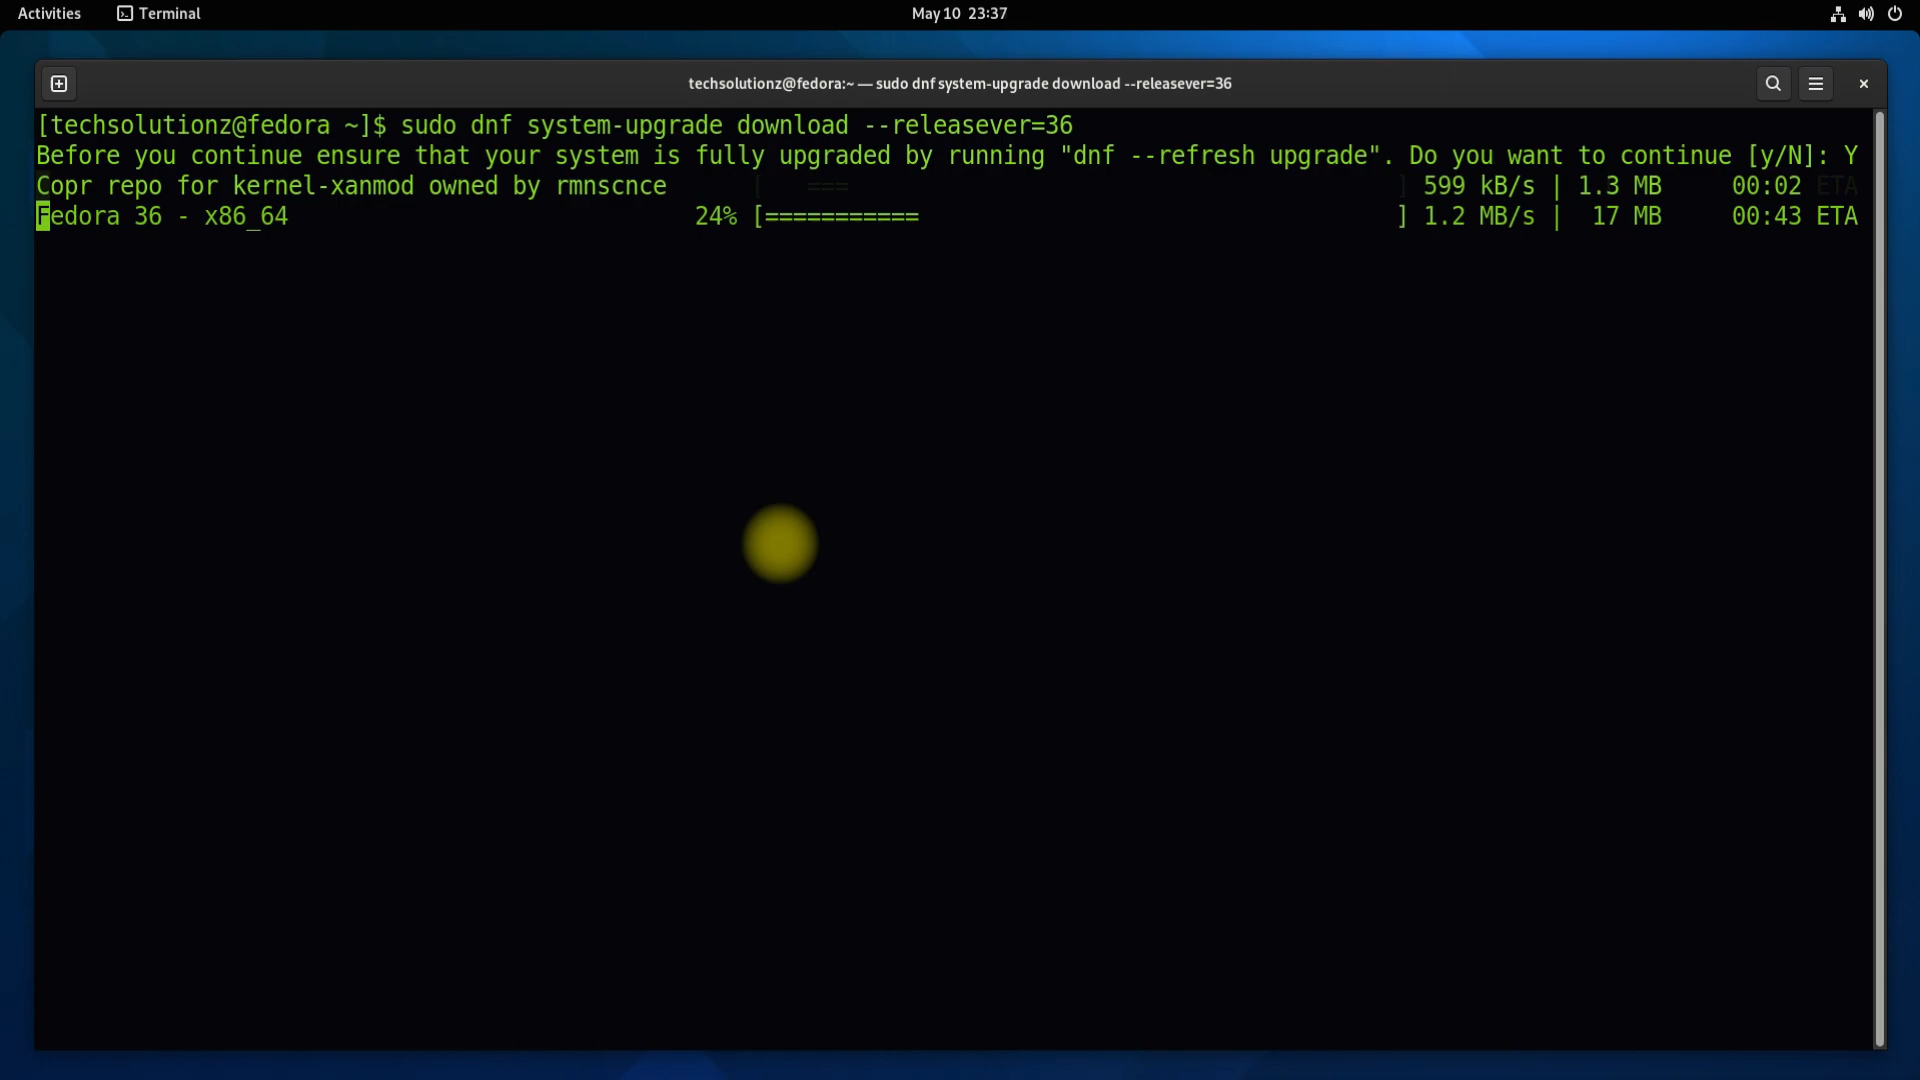 Activities Terminal May 10 23:37
techsolutionz@fedora:~ — sudo dnf system-upgrade download --releasever=36
[techsolutionz@fedora ~]$ sudo dnf system-upgrade download --releasever=36
Before you continue ensure that your system is fully upgraded by running "dnf --refresh upgrade". Do you want to continue [y/N]: Y
Copr repo for kernel-xanmod owned by rmnscnce [ === ] 599 kB/s | 1.3 MB 00:02 ETA
Fedora 36 - x86_64 24% [=========== ] 1.2 MB/s | 17 MB 00:43 ETA